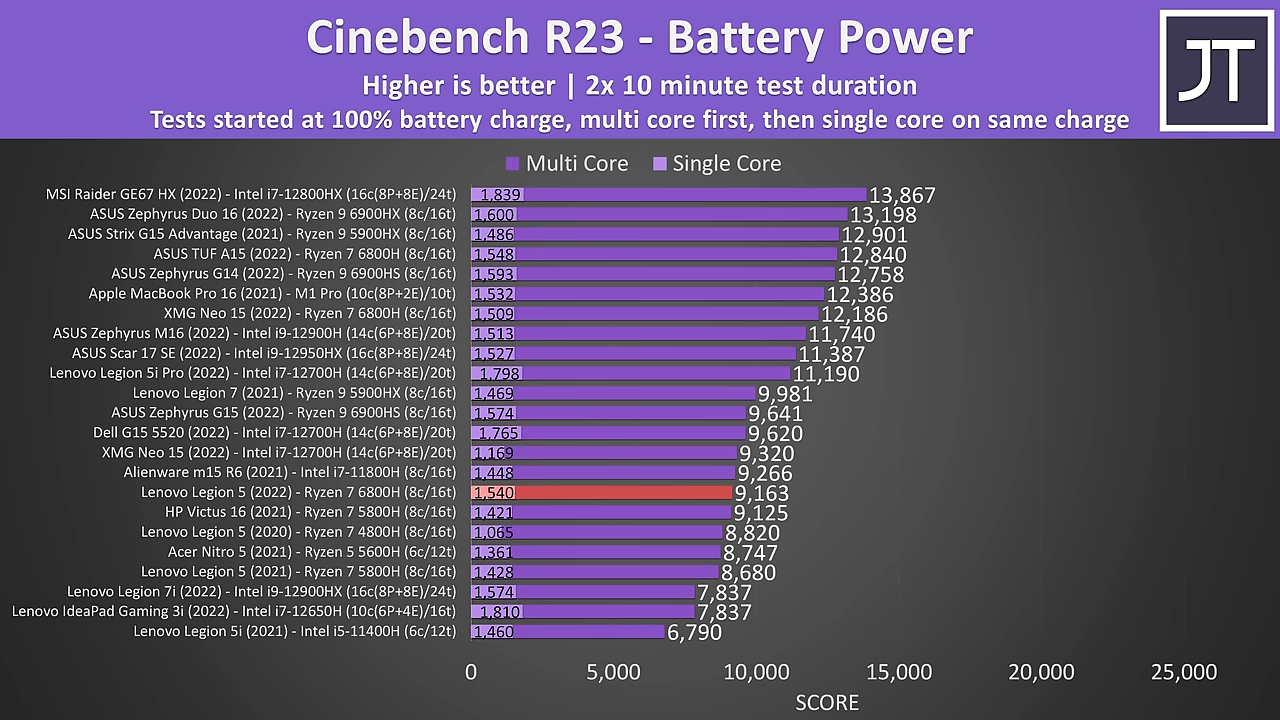 Cinebench R23 - Battery Power
Higher is better | 2x 10 minute test duration
Tests started at 100% battery charge, multi core first, then single core on same charge
JT
Multi Core Single Core
MSI Raider GE67 HX (2022) - Intel i7-12800HX (16c(8P+8E)/24t) 1,839 13,867
ASUS Zephyrus Duo 16 (2022) - Ryzen 9 6900HX (8c/16t) 1,600 13,198
ASUS Strix G15 Advantage (2021) - Ryzen 9 5900HX (8c/16t) 1,486 12,901
ASUS TUF A15 (2022) - Ryzen 7 6800H (8c/16t) 1,548 12,840
ASUS Zephyrus G14 (2022) - Ryzen 9 6900HS (8c/16t) 1,593 12,758
Apple MacBook Pro 16 (2021) - M1 Pro (10c(8P+2E)/10t) 1,532 12,386
XMG Neo 15 (2022) - Ryzen 7 6800H (8c/16t) 1,509 12,186
ASUS Zephyrus M16 (2022) - Intel i9-12900H (14c(6P+8E)/20t) 1,513 11,740
ASUS Scar 17 SE (2022) - Intel i9-12950HX (16c(8P+8E)/24t) 1,527 11,387
Lenovo Legion 5i Pro (2022) - Intel i7-12700H (14c(6P+8E)/20t) 1,798 11,190
Lenovo Legion 7 (2021) - Ryzen 9 5900HX (8c/16t) 1,469 9,981
ASUS Zephyrus G15 (2022) - Ryzen 9 6900HS (8c/16t) 1,574 9,641
Dell G15 5520 (2022) - Intel i7-12700H (14c(6P+8E)/20t) 1,765 9,620
XMG Neo 15 (2022) - Intel i7-12700H (14c(6P+8E)/20t) 1,169 9,320
Alienware m15 R6 (2021) - Intel i7-11800H (8c/16t) 1,448 9,266
Lenovo Legion 5 (2022) - Ryzen 7 6800H (8c/16t) 1,540 9,163
HP Victus 16 (2021) - Ryzen 7 5800H (8c/16t) 1,421 9,125
Lenovo Legion 5 (2020) - Ryzen 7 4800H (8c/16t) 1,065 8,820
Acer Nitro 5 (2021) - Ryzen 5 5600H (6c/12t) 1,361 8,747
Lenovo Legion 5 (2021) - Ryzen 7 5800H (8c/16t) 1,428 8,680
Lenovo Legion 7i (2022) - Intel i9-12900HX (16c(8P+8E)/24t) 1,574 7,837
Lenovo IdeaPad Gaming 3i (2022) - Intel i7-12650H (10c(6P+4E)/16t) 1,810 7,837
Lenovo Legion 5i (2021) - Intel i5-11400H (6c/12t) 1,460 6,790
0 5,000 10,000 15,000 20,000 25,000
SCORE